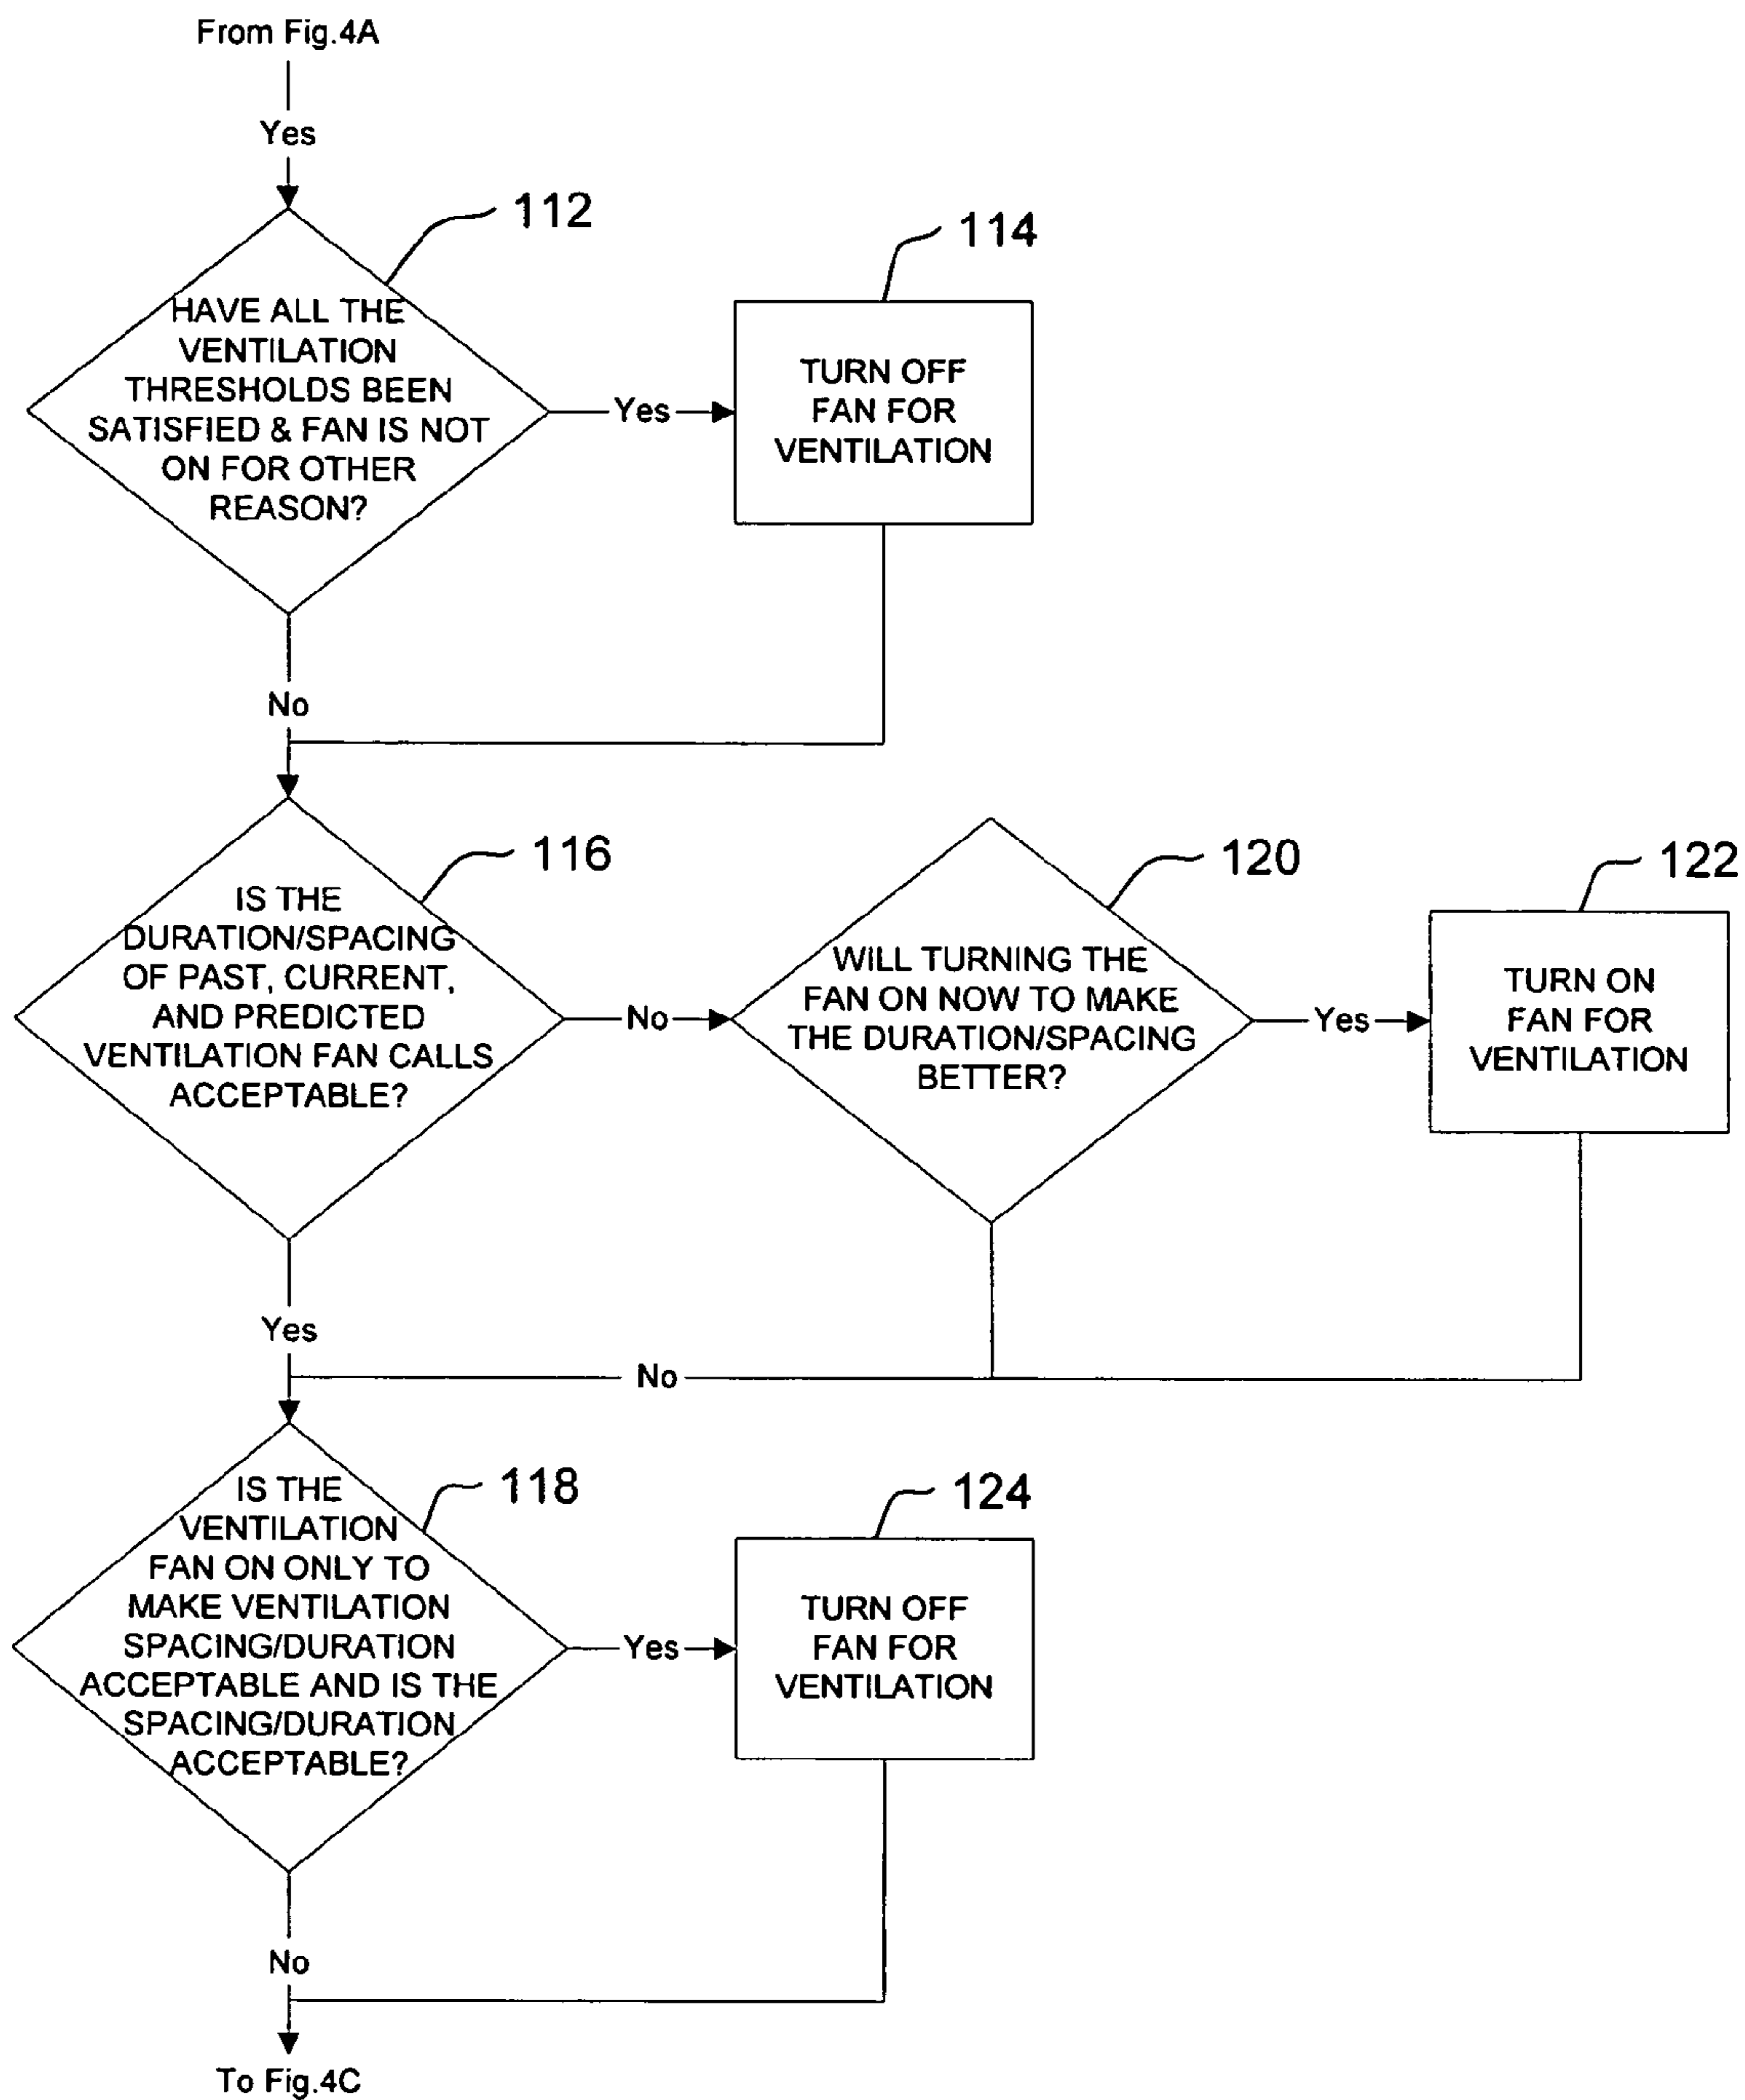 From Fig.4A
Yes
112
HAVE ALL THE
VENTILATION
THRESHOLDS BEEN
SATISFIED & FAN IS NOT
ON FOR OTHER
REASON?
Yes
114
TURN OFF
FAN FOR
VENTILATION
No
116
IS THE
DURATION/SPACING
OF PAST, CURRENT,
AND PREDICTED
VENTILATION FAN CALLS
ACCEPTABLE?
No
120
WILL TURNING THE
FAN ON NOW TO MAKE
THE DURATION/SPACING
BETTER?
Yes
122
TURN ON
FAN FOR
VENTILATION
Yes
No
118
IS THE
VENTILATION
FAN ON ONLY TO
MAKE VENTILATION
SPACING/DURATION
ACCEPTABLE AND IS THE
SPACING/DURATION
ACCEPTABLE?
Yes
124
TURN OFF
FAN FOR
VENTILATION
No
To Fig.4C